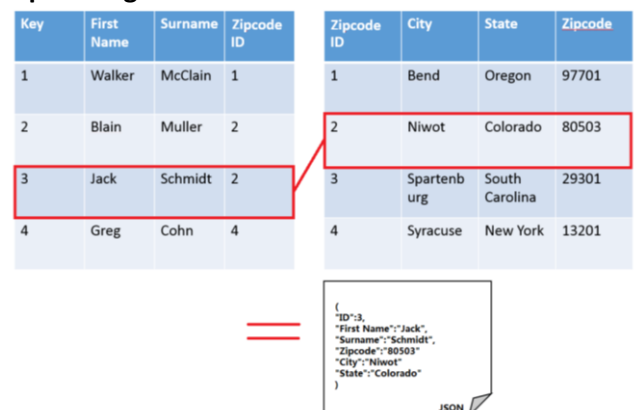 Key First Name Surname Zipcode ID
1 Walker McClain 1
2 Blain Muller 2
3 Jack Schmidt 2
4 Greg Cohn 4
Zipcode ID City State Zipcode
1 Bend Oregon 97701
2 Niwot Colorado 80503
3 Spartenburg South Carolina 29301
4 Syracuse New York 13201
{
"ID":3,
"First Name":"Jack",
"Surname":"Schmidt",
"Zipcode":"80503"
"City":"Niwot"
"State":"Colorado"
}
JSON